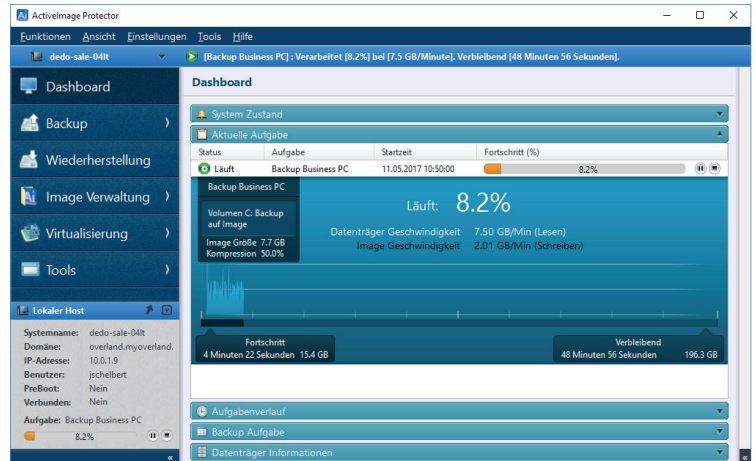 ActiveImage Protector
Funktionen Ansicht Einstellungen Tools Hilfe
dedo-sale-04lt
[Backup Business PC] : Verarbeitet [8.2%] bei [7.5 GB/Minute]. Verbleibend [48 Minuten 56 Sekunden].
Dashboard
Backup
Wiederherstellung
Image Verwaltung
Virtualisierung
Tools
Lokaler Host
Systemname: dedo-sale-04lt
Domäne: overland.myoverland.
IP-Adresse: 10.0.1.9
Benutzer: jschelbert
PreBoot: Nein
Verbunden: Nein
Aufgabe: Backup Business PC
8.2%
«
Dashboard
System Zustand
Aktuelle Aufgabe
Status Aufgabe Startzeit Fortschritt (%)
Läuft Backup Business PC 11.05.2017 10:50:00 8.2%
Backup Business PC
Volumen C: Backup
auf Image
Image Größe 7.7 GB
Kompression 50.0%
Läuft: 8.2%
Datenträger Geschwindigkeit 7.50 GB/Min (Lesen)
Image Geschwindigkeit 2.01 GB/Min (Schreiben)
Fortschritt
4 Minuten 22 Sekunden 15.4 GB
Verbleibend
48 Minuten 56 Sekunden 196.3 GB
Aufgabenverlauf
Backup Aufgabe
Datenträger Informationen
«